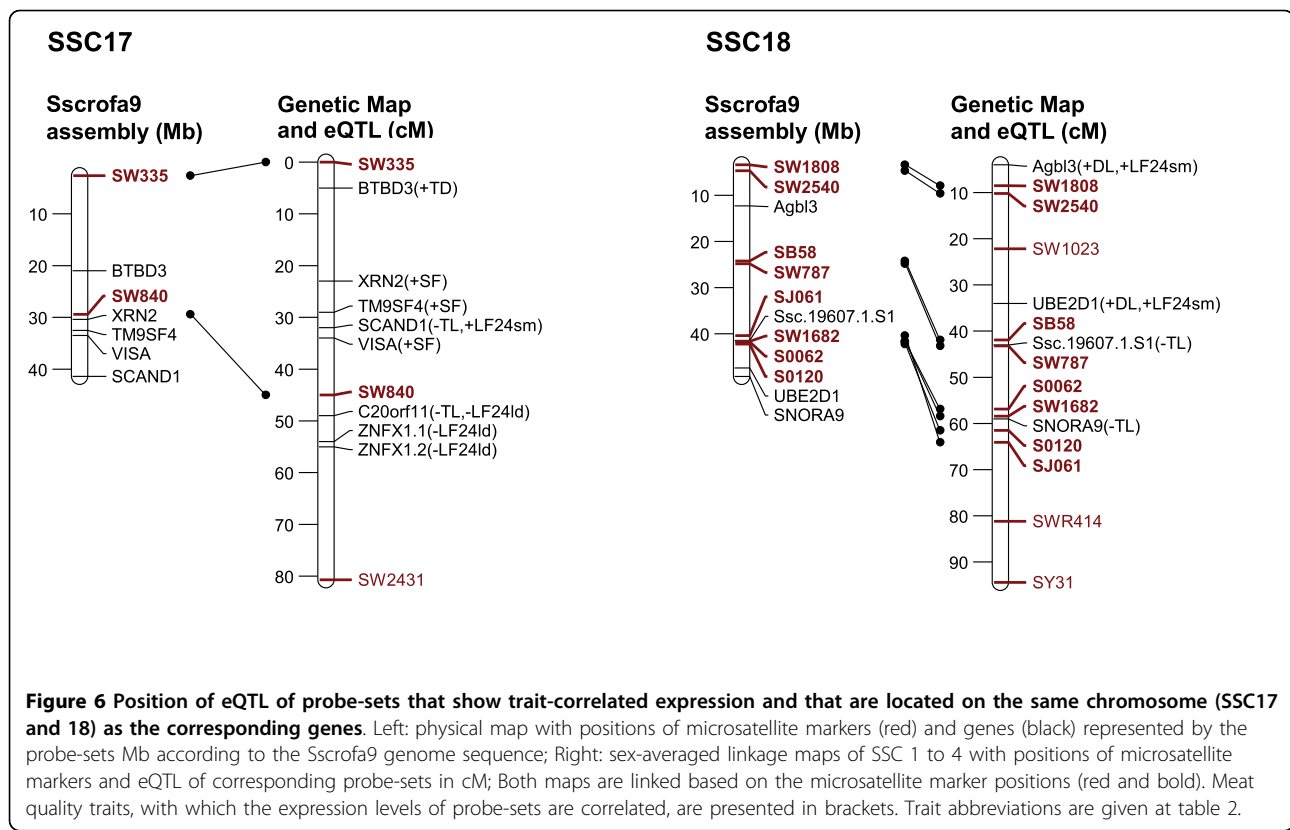 SSC17
SSC18
Sscrofa9
assembly (Mb)
Genetic Map
and eQTL (cM)
Sscrofa9
assembly (Mb)
Genetic Map
and eQTL (cM)
SW335
10
20
BTBD3
SW840
30
XRN2
TM9SF4
VISA
40
SCAND1
0
SW335
BTBD3(+TD)
10
20
XRN2(+SF)
TM9SF4(+SF)
30
SCAND1(-TL,+LF24sm)
VISA(+SF)
40
SW840
C20orf11(-TL,-LF24ld)
50
ZNFX1.1(-LF24ld)
ZNFX1.2(-LF24ld)
60
70
80
SW2431
SW1808
SW2540
10
Agbl3
20
SB58
SW787
30
SJ061
Ssc.19607.1.S1
40
SW1682
S0062
S0120
UBE2D1
SNORA9
Agbl3(+DL,+LF24sm)
SW1808
10
SW2540
20
SW1023
30
UBE2D1(+DL,+LF24sm)
SB58
40
Ssc.19607.1.S1(-TL)
SW787
50
S0062
SW1682
60
SNORA9(-TL)
S0120
SJ061
70
80
SWR414
90
SY31
Figure 6 Position of eQTL of probe-sets that show trait-correlated expression and that are located on the same chromosome (SSC17
and 18) as the corresponding genes. Left: physical map with positions of microsatellite markers (red) and genes (black) represented by the
probe-sets Mb according to the Sscrofa9 genome sequence; Right: sex-averaged linkage maps of SSC 1 to 4 with positions of microsatellite
markers and eQTL of corresponding probe-sets in cM; Both maps are linked based on the microsatellite marker positions (red and bold). Meat
quality traits, with which the expression levels of probe-sets are correlated, are presented in brackets. Trait abbreviations are given at table 2.